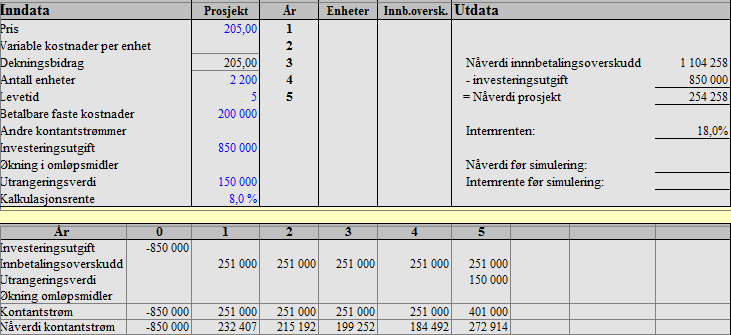 Inndata Prosjekt År Enheter Innb.oversk. Utdata
Pris 205,00 1
Variable kostnader per enhet 2
Dekningsbidrag 205,00 3 Nåverdi innnbetalingsoverskudd 1 104 258
Antall enheter 2 200 4 - investeringsutgift 850 000
Levetid 5 5 = Nåverdi prosjekt 254 258
Betalbare faste kostnader 200 000
Andre kontantstrømmer Internrenten: 18,0%
Investeringsutgift 850 000
Økning i omløpsmidler Nåverdi før simulering:
Utrangeringsverdi 150 000 Internrente før simulering:
Kalkulasjonsrente 8,0 %
År 0 1 2 3 4 5
Investeringsutgift -850 000
Innbetalingsoverskudd 251 000 251 000 251 000 251 000 251 000
Utrangeringsverdi 150 000
Økning omløpsmidler
Kontantstrøm -850 000 251 000 251 000 251 000 251 000 401 000
Nåverdi kontantstrøm -850 000 232 407 215 192 199 252 184 492 272 914